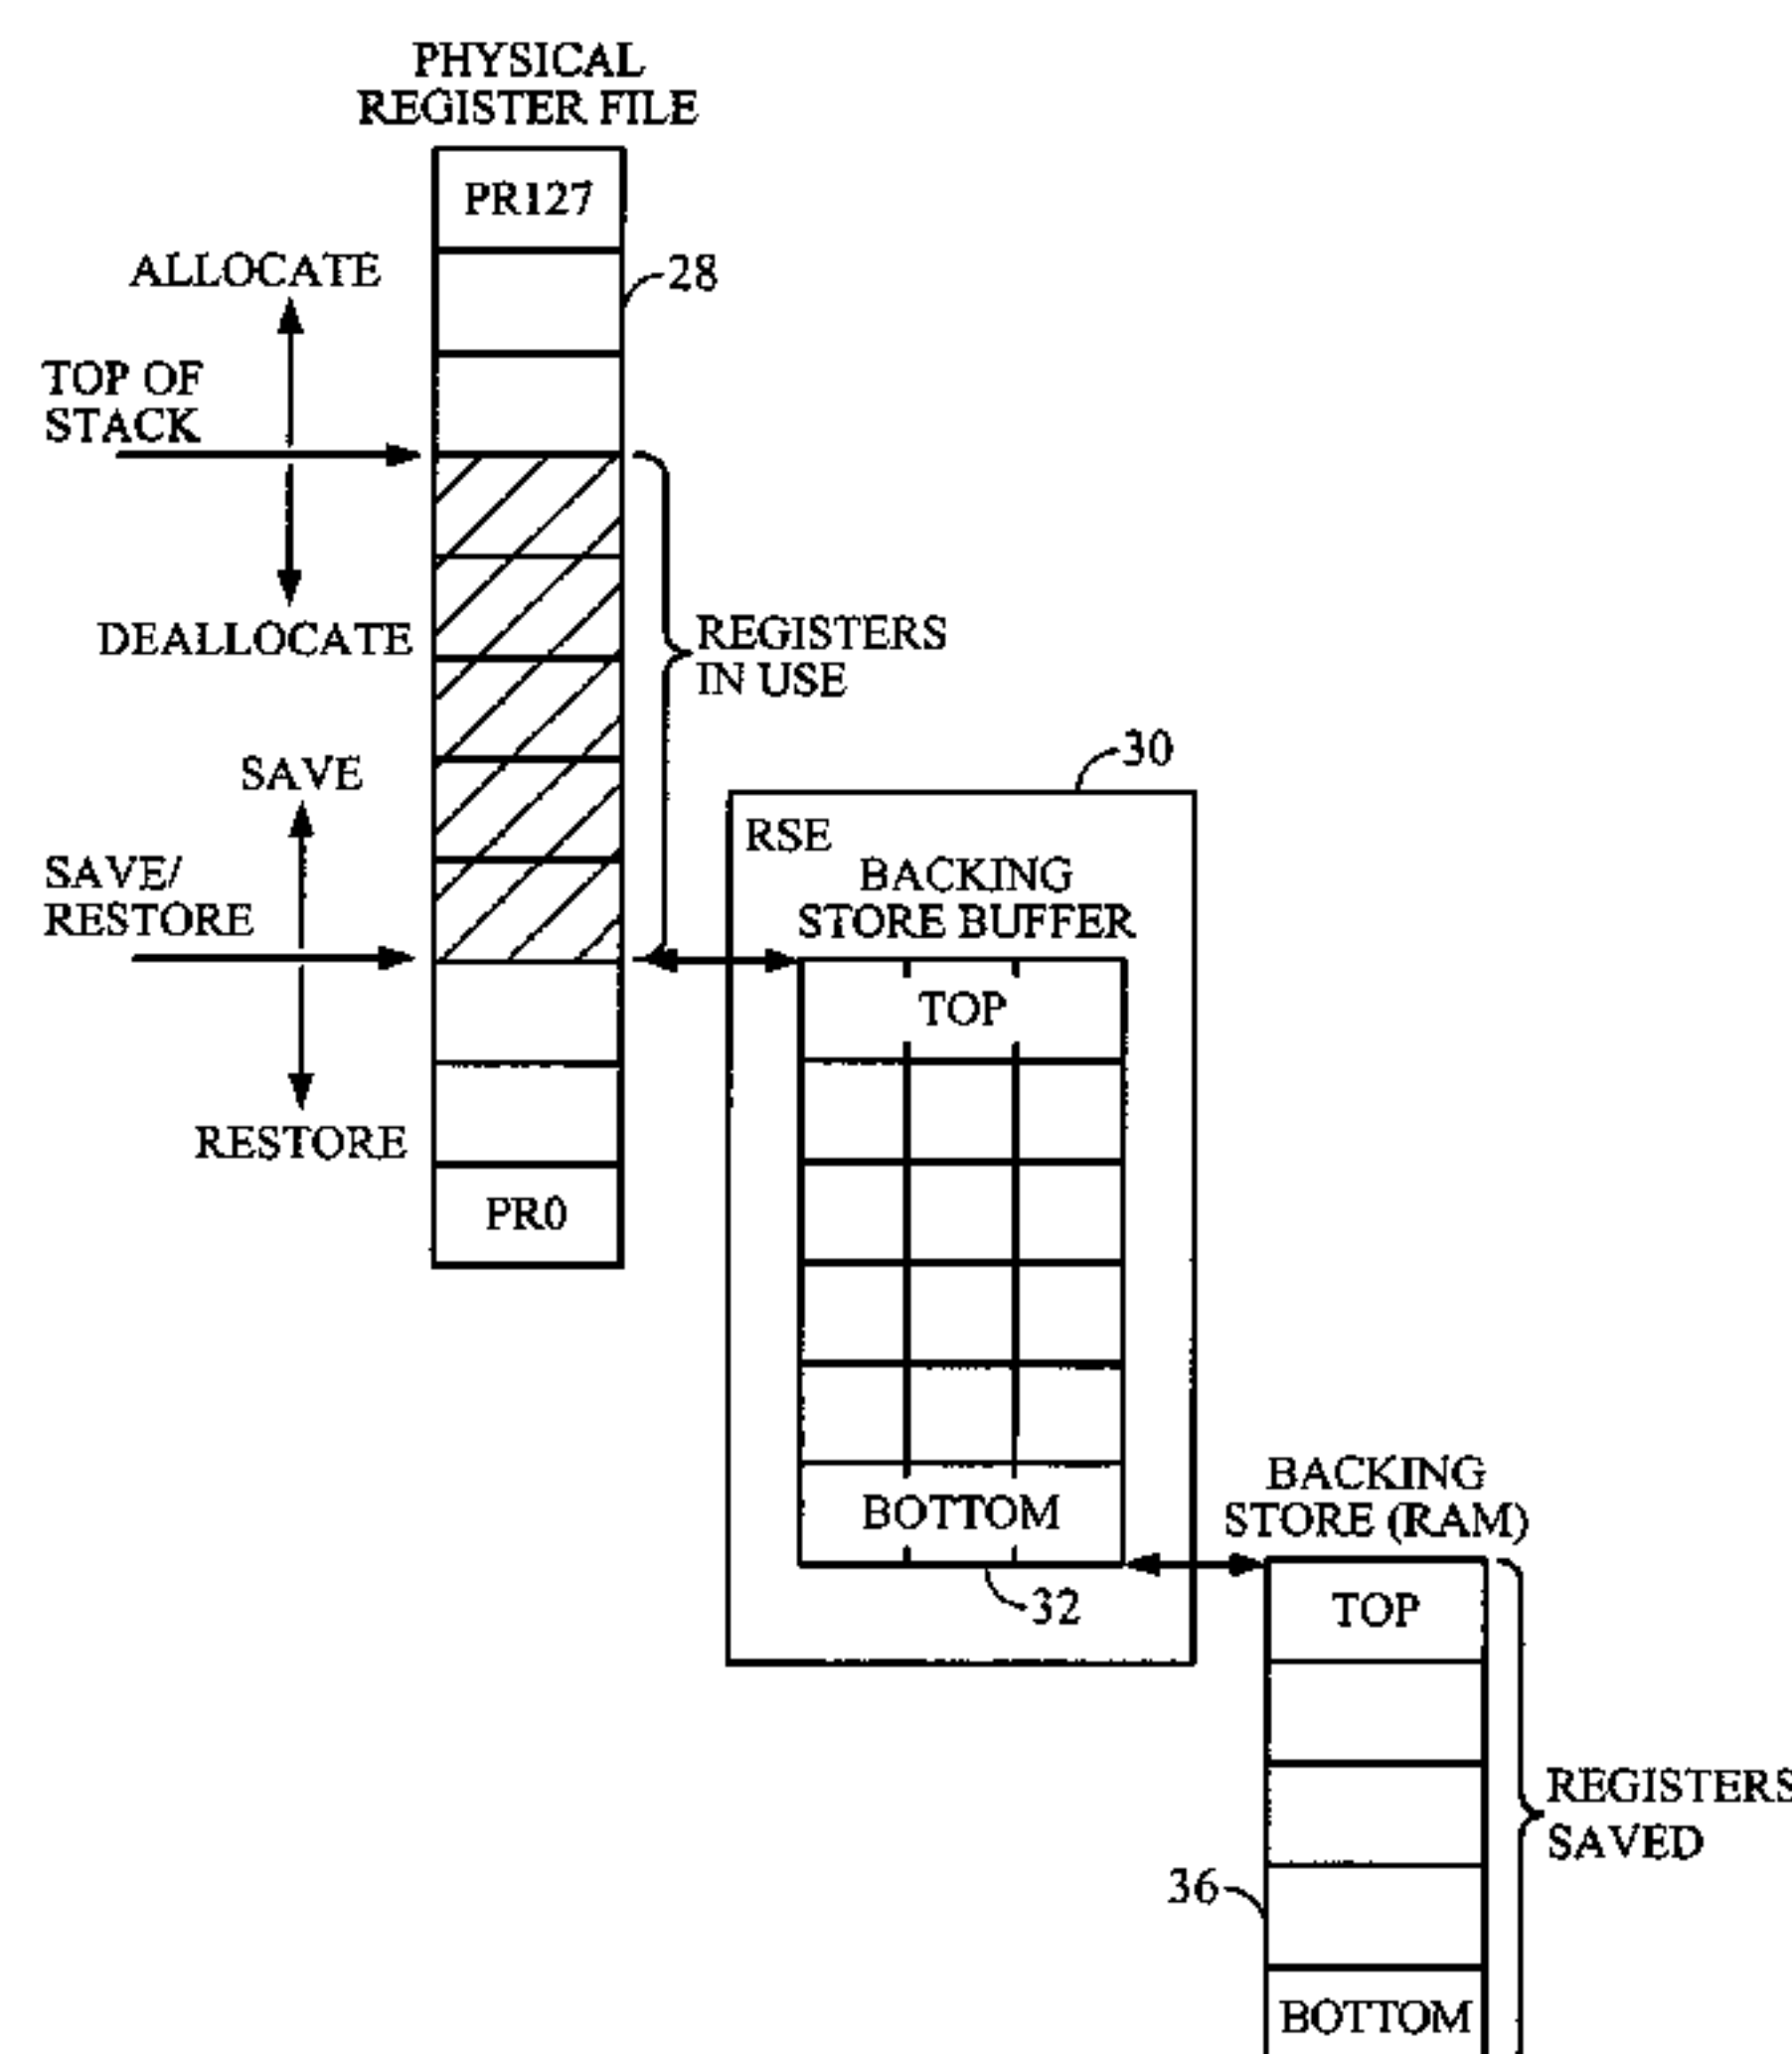 PHYSICAL
REGISTER FILE
PR127
28
ALLOCATE
TOP OF
STACK
DEALLOCATE
REGISTERS
IN USE
SAVE
30
RSE
SAVE/
RESTORE
BACKING
STORE BUFFER
TOP
RESTORE
PR0
BOTTOM
32
BACKING
STORE (RAM)
TOP
REGISTERS
SAVED
36
BOTTOM